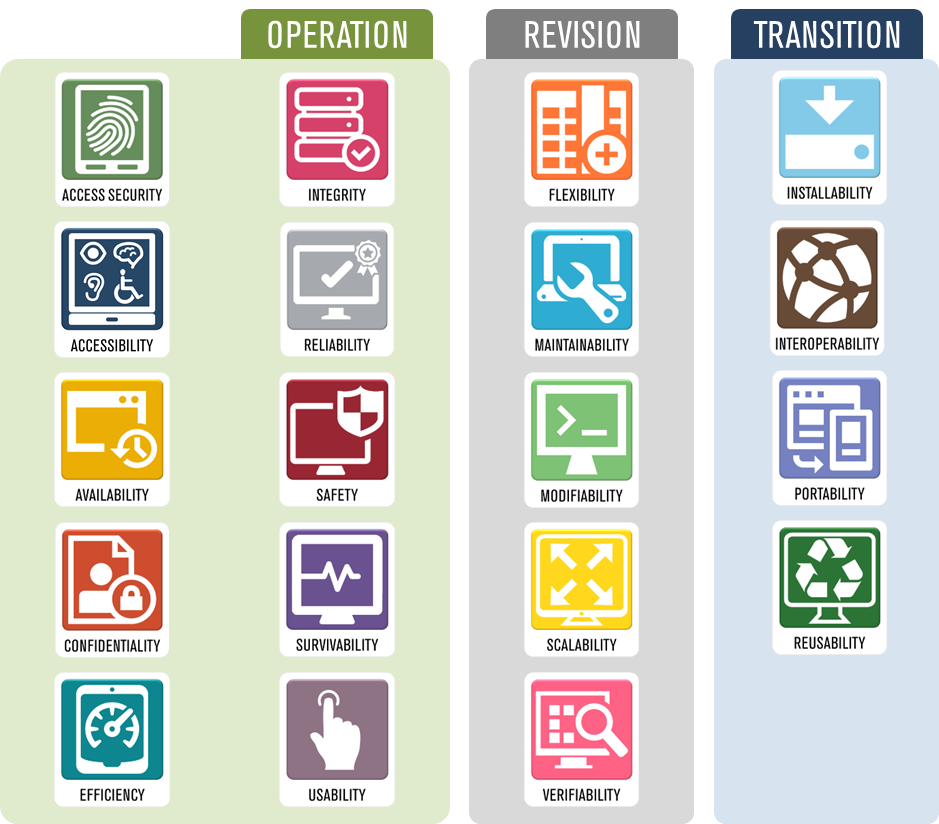 OPERATION
REVISION
TRANSITION
ACCESS SECURITY
INTEGRITY
FLEXIBILITY
INSTALLABILITY
ACCESSIBILITY
RELIABILITY
MAINTAINABILITY
INTEROPERABILITY
AVAILABILITY
SAFETY
MODIFIABILITY
PORTABILITY
CONFIDENTIALITY
SURVIVABILITY
SCALABILITY
REUSABILITY
EFFICIENCY
USABILITY
VERIFIABILITY